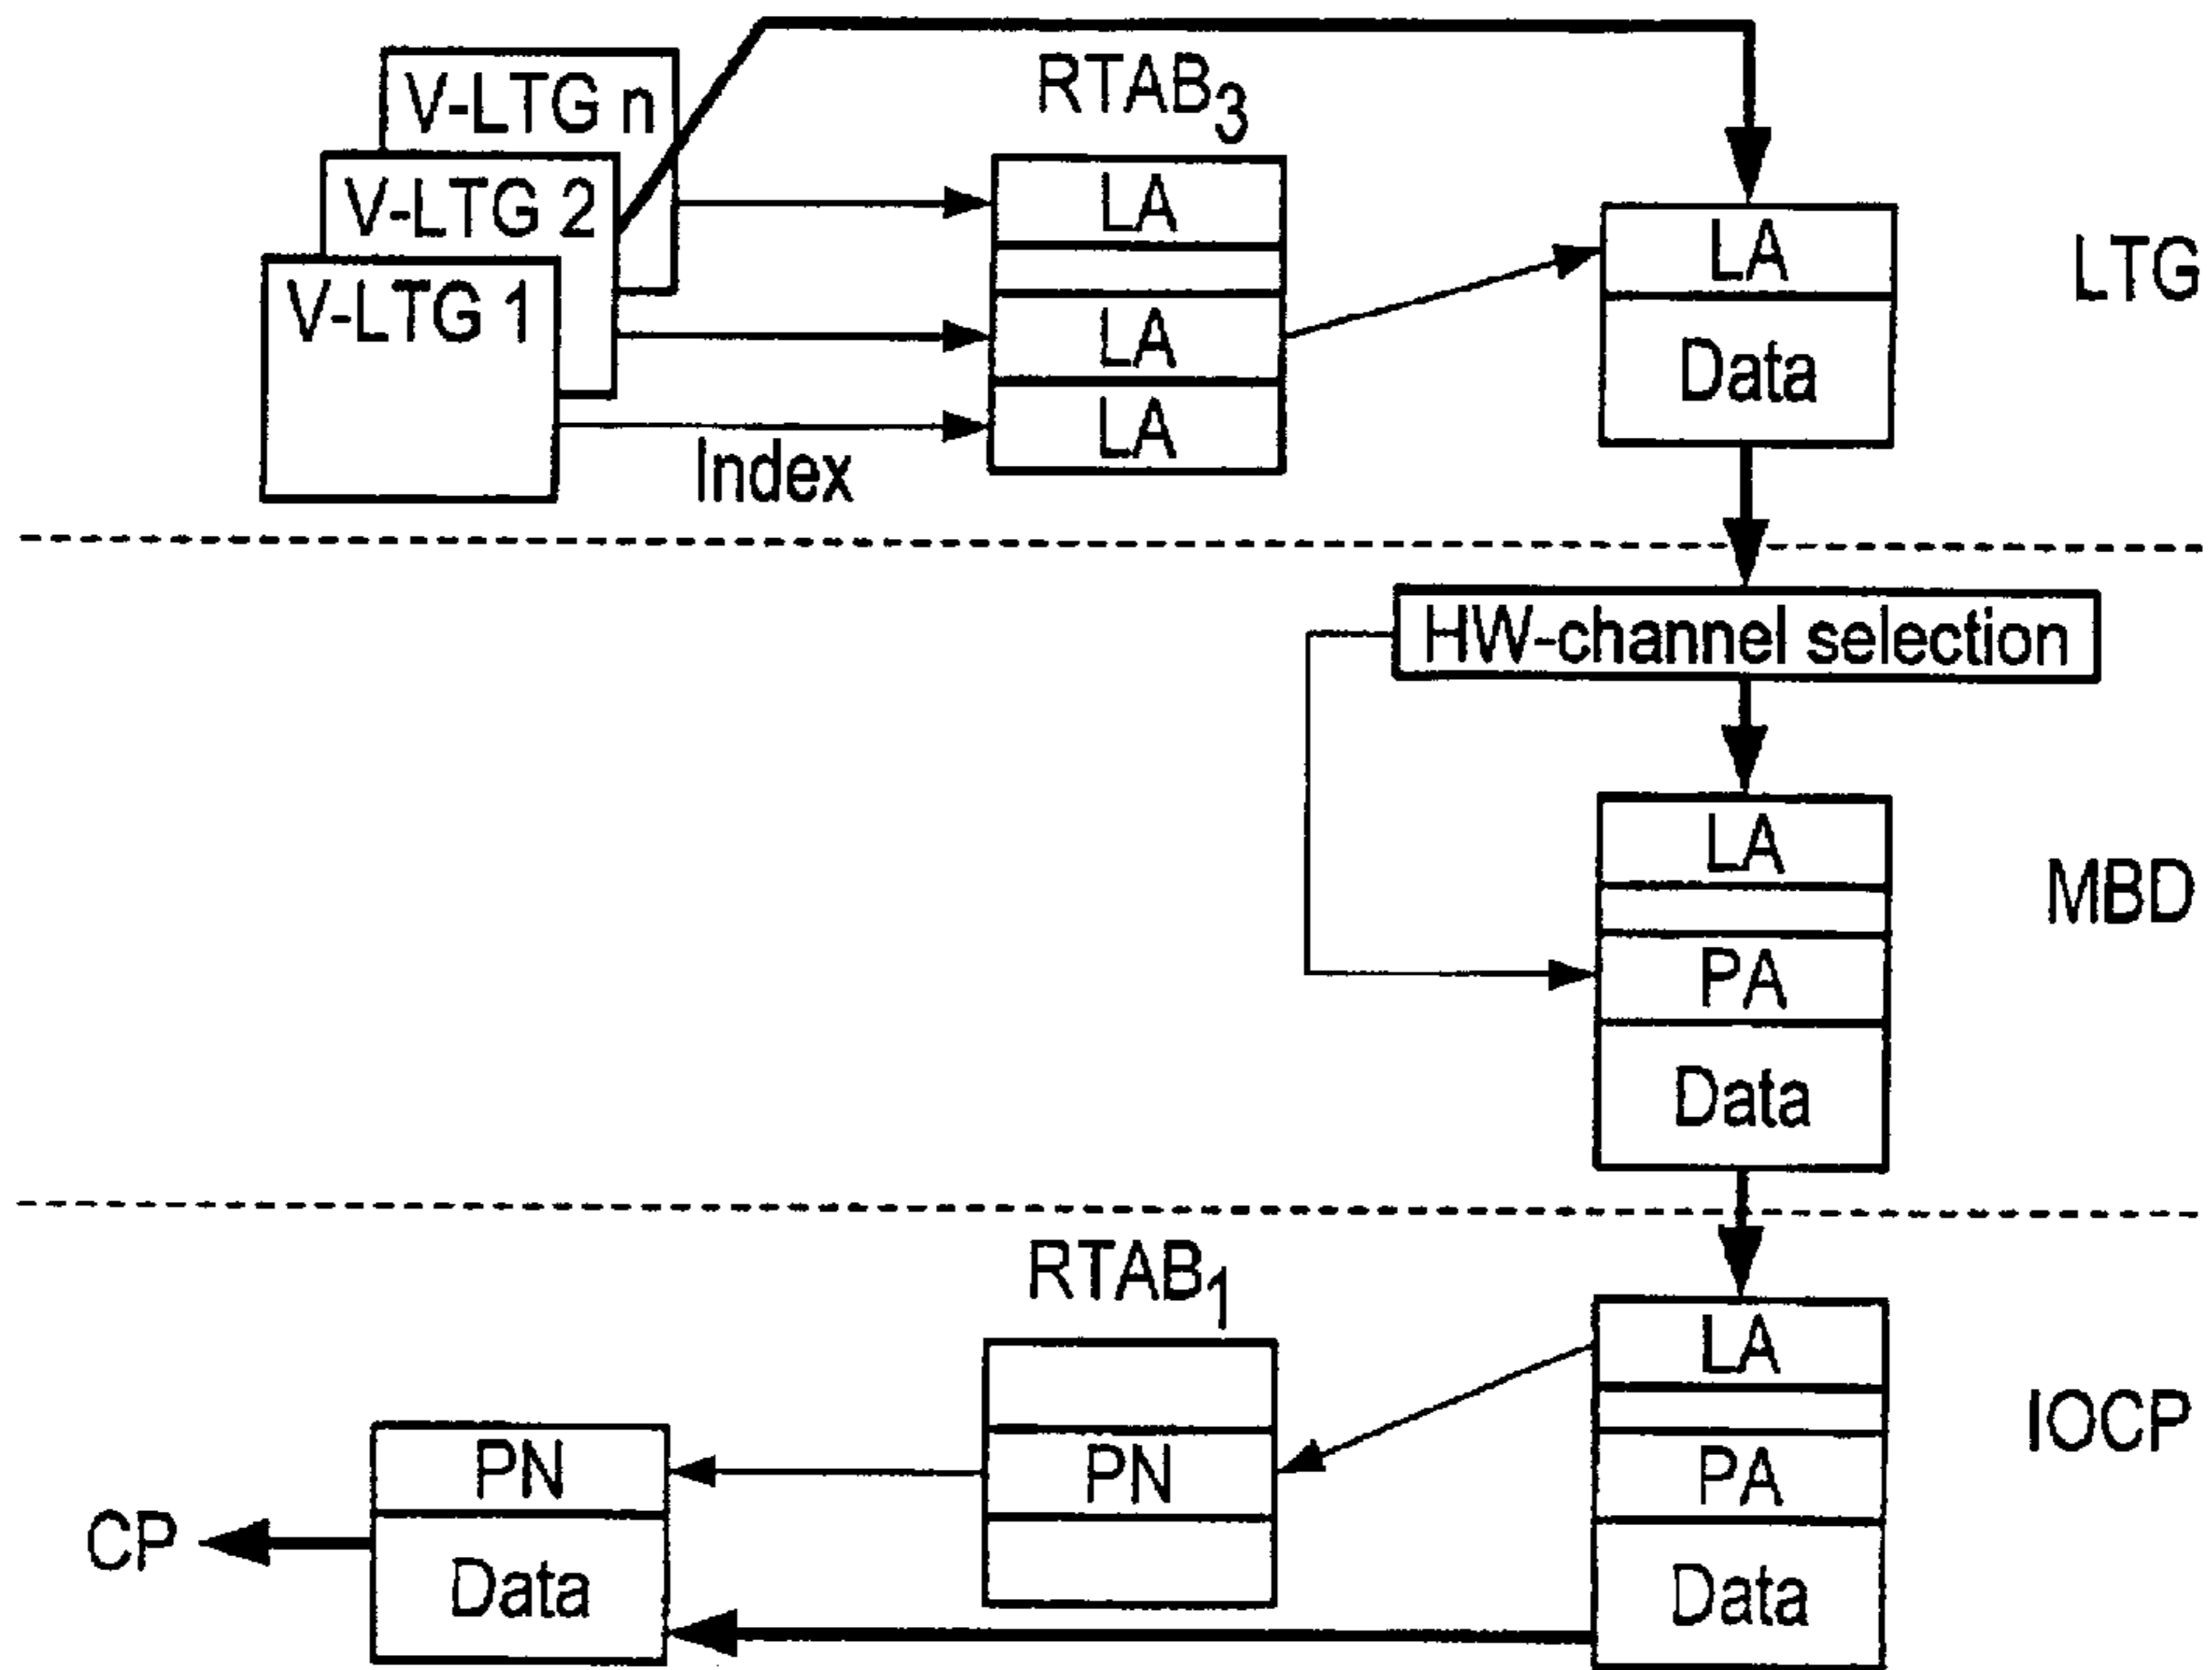 V-LTG n
RTAB3
V-LTG 2
LA
V-LTG 1
LA
LA
Index
LA
Data
LTG
HW-channel selection
LA
PA
Data
MBD
RTAB1
LA
PA
Data
IOCP
PN
PN
Data
CP